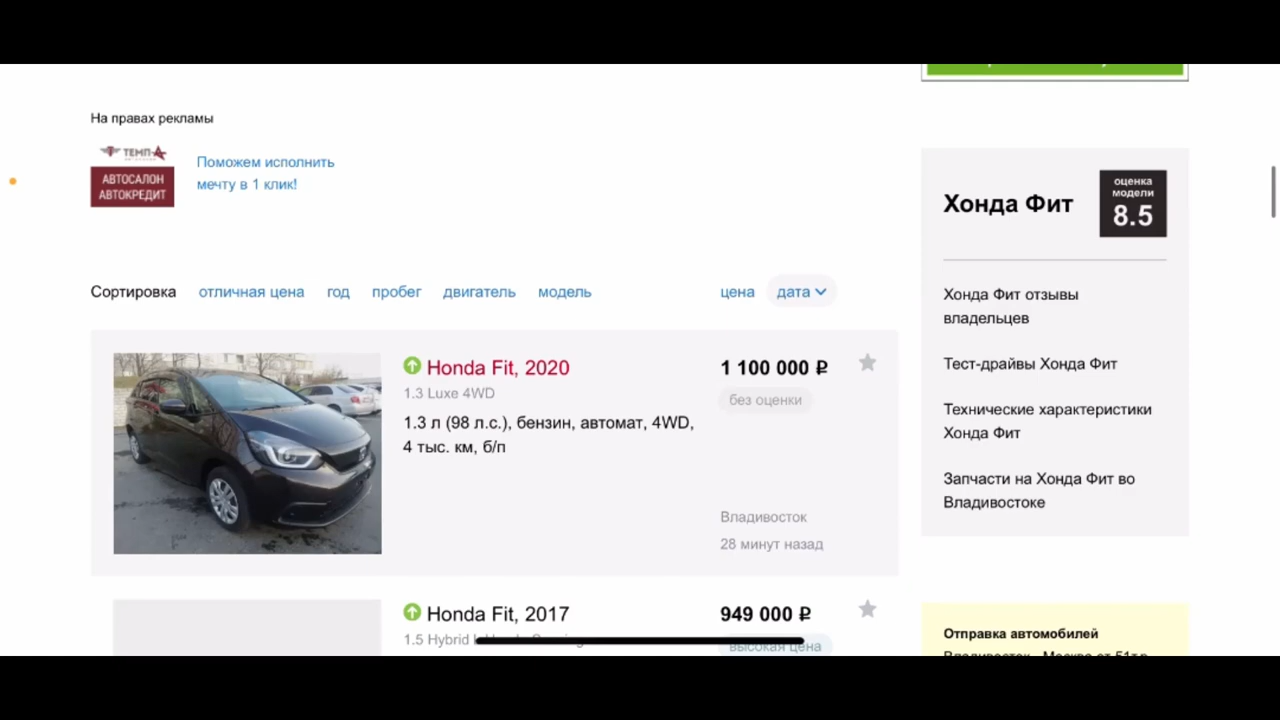 На правах рекламы
ТЕМП-А
АВТОСАЛОН
АВТОКРЕДИТ
Поможем исполнить
мечту в 1 клик!
Сортировка отличная цена год пробег двигатель модель цена дата
Honda Fit, 2020
1 100 000 ₽
1.3 Luxe 4WD
без оценки
1.3 л (98 л.с.), бензин, автомат, 4WD,
4 тыс. км, б/п
Владивосток
28 минут назад
Honda Fit, 2017
949 000 ₽
1.5 Hybrid
высокая цена
Хонда Фит
оценка
модели
8.5
Хонда Фит отзывы
владельцев
Тест-драйвы Хонда Фит
Технические характеристики
Хонда Фит
Запчасти на Хонда Фит во
Владивостоке
Отправка автомобилей
Владивосток - Москва от 51т.р.